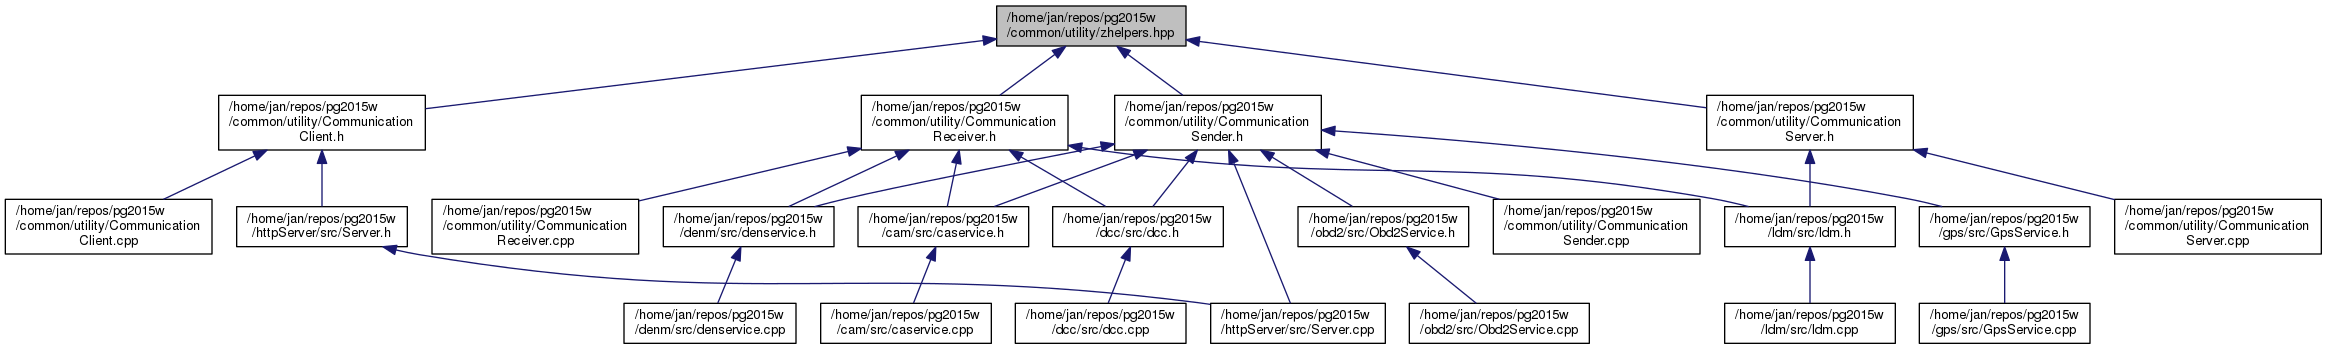 /home/jan/repos/pg2015w
/common/utility/zhelpers.hpp
/home/jan/repos/pg2015w
/common/utility/Communication
Client.h
/home/jan/repos/pg2015w
/common/utility/Communication
Receiver.h
/home/jan/repos/pg2015w
/common/utility/Communication
Sender.h
/home/jan/repos/pg2015w
/common/utility/Communication
Server.h
/home/jan/repos/pg2015w
/common/utility/Communication
Client.cpp
/home/jan/repos/pg2015w
/httpServer/src/Server.h
/home/jan/repos/pg2015w
/common/utility/Communication
Receiver.cpp
/home/jan/repos/pg2015w
/denm/src/denservice.h
/home/jan/repos/pg2015w
/cam/src/caservice.h
/home/jan/repos/pg2015w
/dcc/src/dcc.h
/home/jan/repos/pg2015w
/obd2/src/Obd2Service.h
/home/jan/repos/pg2015w
/common/utility/Communication
Sender.cpp
/home/jan/repos/pg2015w
/ldm/src/ldm.h
/home/jan/repos/pg2015w
/gps/src/GpsService.h
/home/jan/repos/pg2015w
/common/utility/Communication
Server.cpp
/home/jan/repos/pg2015w
/denm/src/denservice.cpp
/home/jan/repos/pg2015w
/cam/src/caservice.cpp
/home/jan/repos/pg2015w
/dcc/src/dcc.cpp
/home/jan/repos/pg2015w
/httpServer/src/Server.cpp
/home/jan/repos/pg2015w
/obd2/src/Obd2Service.cpp
/home/jan/repos/pg2015w
/ldm/src/ldm.cpp
/home/jan/repos/pg2015w
/gps/src/GpsService.cpp